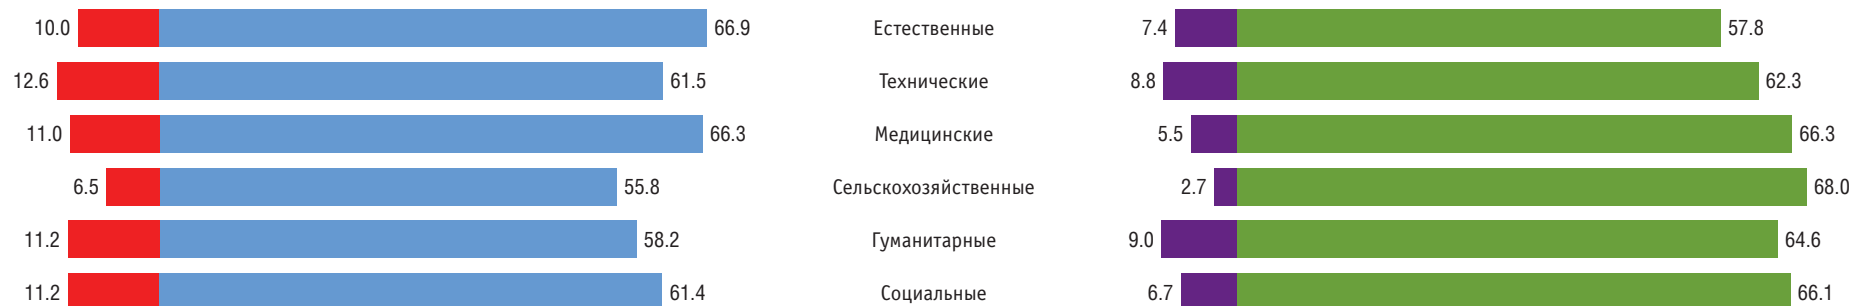 10.0 66.9 Естественные 7.4 57.8
12.6 61.5 Технические 8.8 62.3
11.0 66.3 Медицинские 5.5 66.3
6.5 55.8 Сельскохозяйственные 2.7 68.0
11.2 58.2 Гуманитарные 9.0 64.6
11.2 61.4 Социальные 6.7 66.1